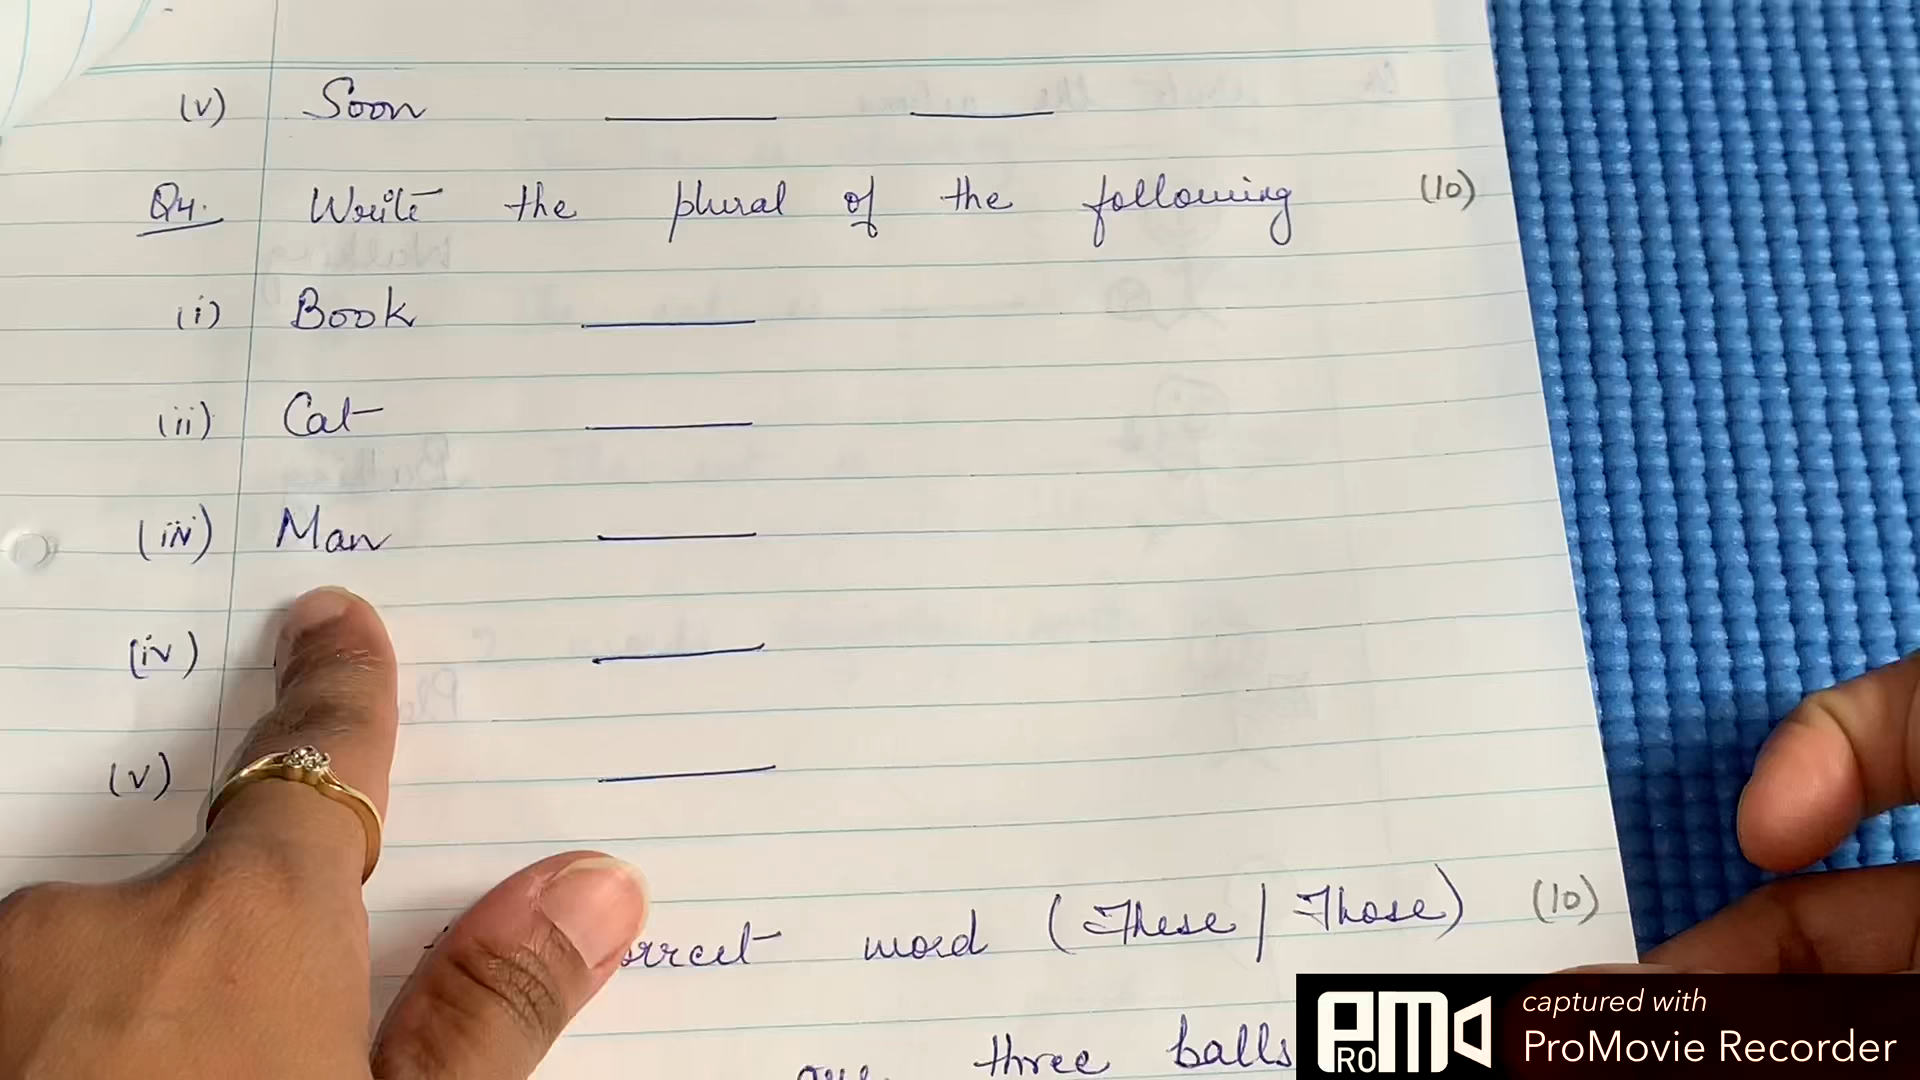 (v) Soon
Q4. Write the plural of the following (10)
(i) Book
(ii) Cat
(iii) Man
(iv)
(v)
word (These / Those) (10)
three balls
captured with
PRO M ProMovie Recorder